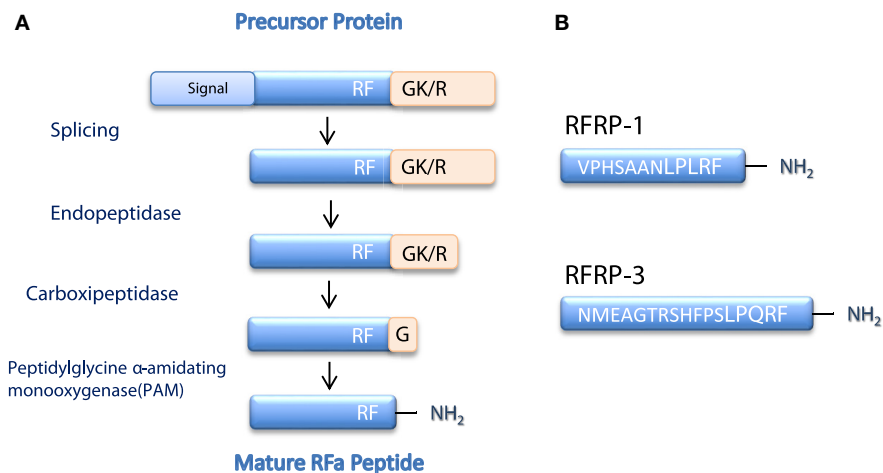 A
Precursor Protein
Signal
RF
GK/R
Splicing
RF
GK/R
Endopeptidase
RF
GK/R
Carboxipeptidase
RF
G
Peptidylglycine α-amidating
monooxygenase(PAM)
RF
NH2
Mature RFa Peptide
B
RFRP-1
VPHSAANLPLRF
NH2
RFRP-3
NMEAGTRSHFPSLPQRF
NH2